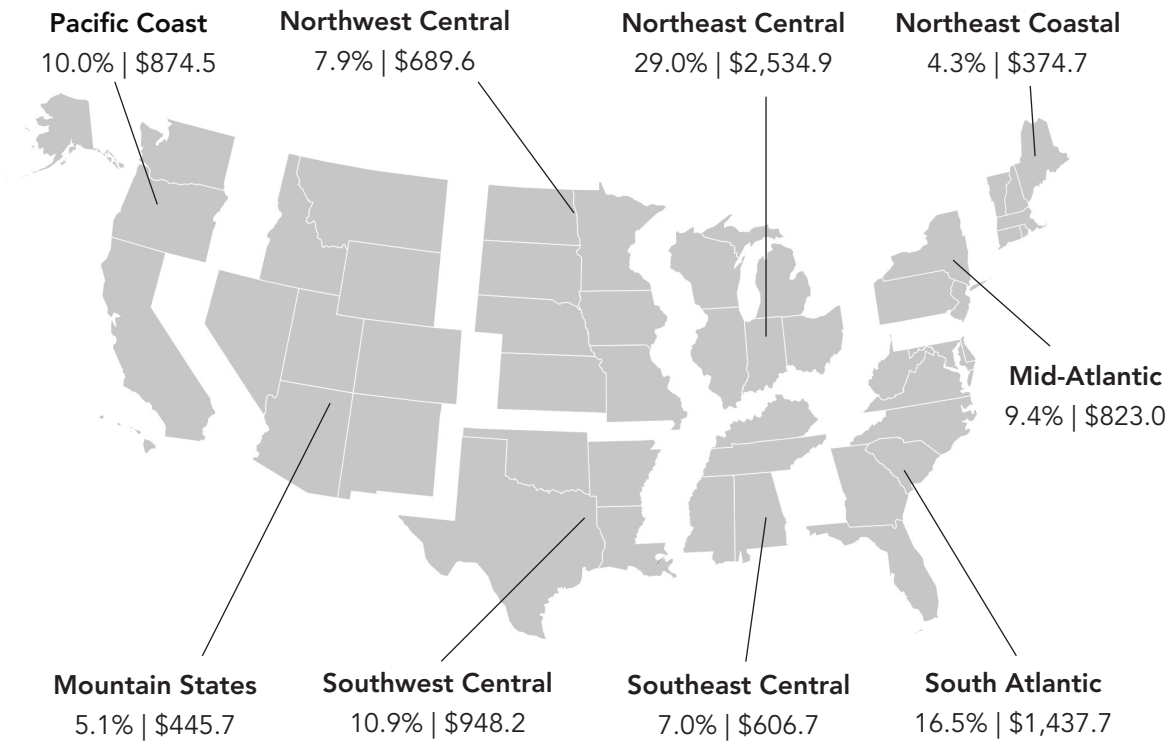 Pacific Coast
10.0% | $874.5
Northwest Central
7.9% | $689.6
Northeast Central
29.0% | $2,534.9
Northeast Coastal
4.3% | $374.7
Mid-Atlantic
9.4% | $823.0
Mountain States
5.1% | $445.7
Southwest Central
10.9% | $948.2
Southeast Central
7.0% | $606.7
South Atlantic
16.5% | $1,437.7